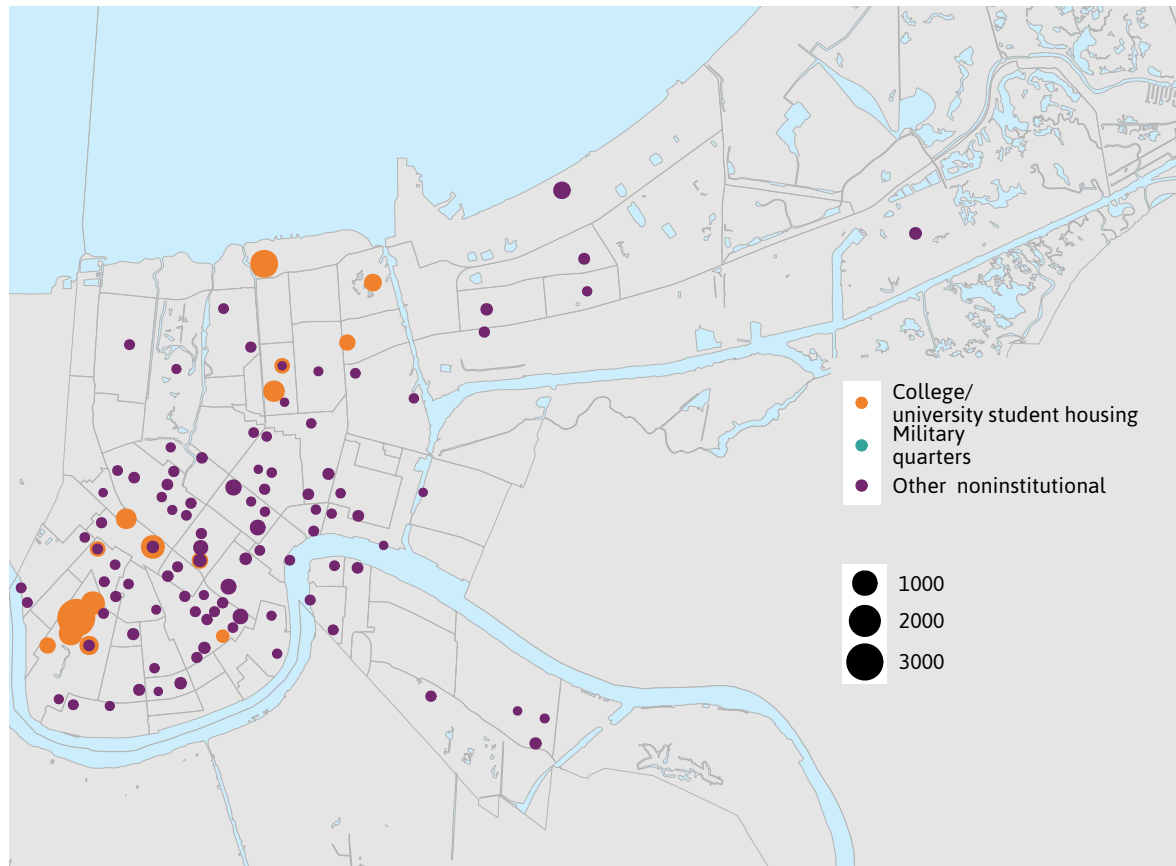 College/
university student housing
Military
quarters
Other noninstitutional
1000
2000
3000